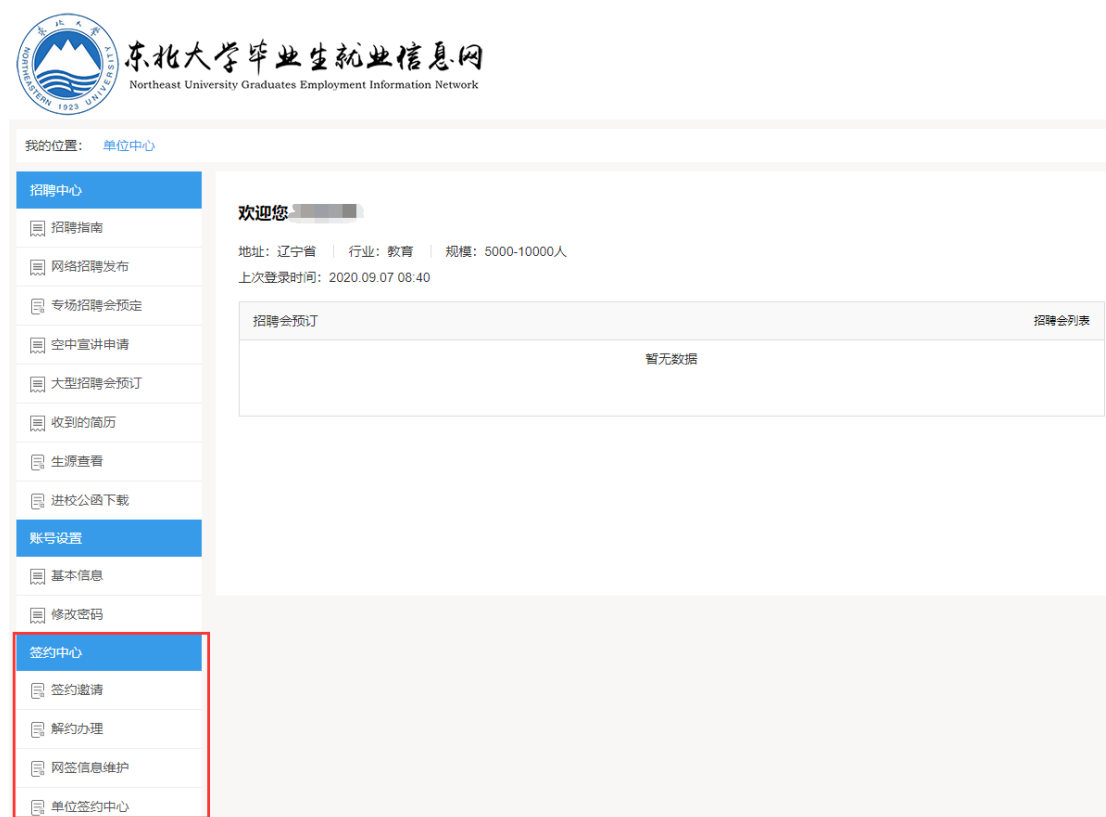 东北大学
NORTHEASTERN UNIVERSITY
1923
东北大学毕业生就业信息网
Northeast University Graduates Employment Information Network
我的位置： 单位中心
招聘中心
招聘指南
网络招聘发布
专场招聘会预定
空中宣讲申请
大型招聘会预订
收到的简历
生源查看
进校公函下载
账号设置
基本信息
修改密码
签约中心
签约邀请
解约办理
网签信息维护
单位签约中心
欢迎您
地址：辽宁省 行业：教育 规模：5000-10000人
上次登录时间：2020.09.07 08:40
招聘会预订 招聘会列表
暂无数据